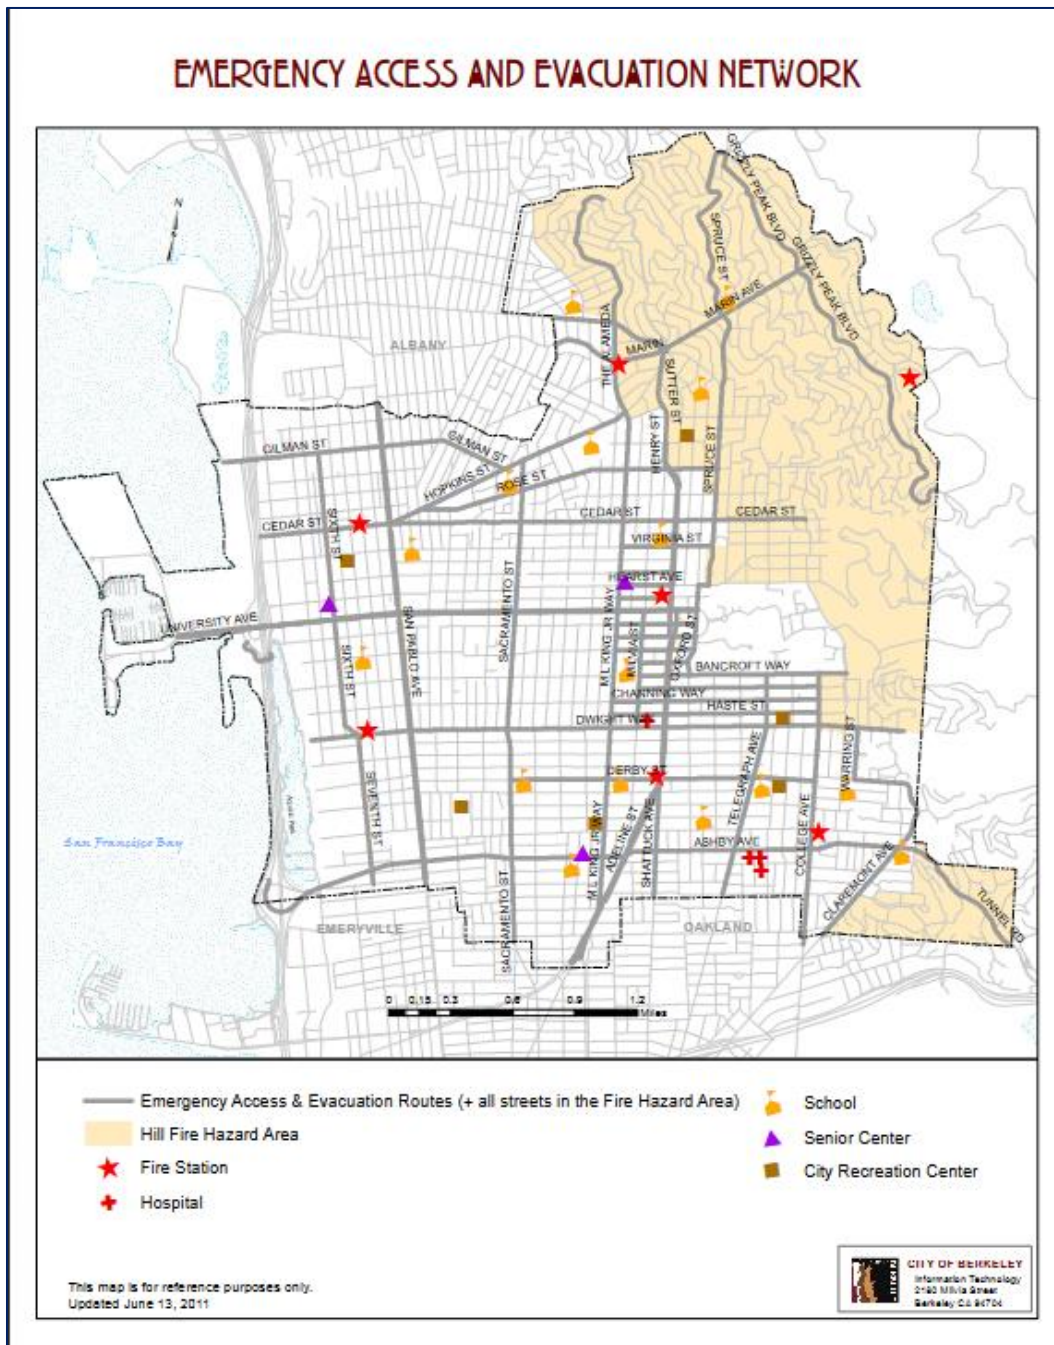 EMERGENCY ACCESS AND EVACUATION NETWORK
N
GRIZZLY PEAK BLVD
SPRUCE ST
GRIZZLY PEAK BLVD
MARIN AVE
ALBANY
THE ALAMEDA
MARIN
SUTTER ST
HENRY ST
SPRUCE ST
GILMAN ST
GILMAN ST
HOPKINS ST
ROSE ST
CEDAR ST
SIXTH ST
CEDAR ST
CEDAR ST
VIRGINIA ST
HEARST AVE
SACRAMENTO ST
UNIVERSITY AVE
SAN PABLO AVE
M L KING JR WAY
OXFORD ST
SIXTH ST
BANCROFT WAY
CHANNING WAY
HASTE ST
DWIGHT WAY
WARRING ST
TELEGRAPH AVE
DERBY ST
SEVENTH ST
COLLEGE AVE
San Francisco Bay
M L KING JR WAY
ADELINE ST
SHATTUCK AVE
ASHBY AVE
CLAREMONT AVE
SACRAMENTO ST
TUNNEL RD
EMERYVILLE
OAKLAND
0 0.15 0.3 0.6 0.9 1.2
Miles
Emergency Access & Evacuation Routes (+ all streets in the Fire Hazard Area)
Hill Fire Hazard Area
Fire Station
Hospital
School
Senior Center
City Recreation Center
This map is for reference purposes only.
Updated June 13, 2011
CITY OF BERKELEY
Information Technology
2180 Milvia Street
Berkeley CA 94704